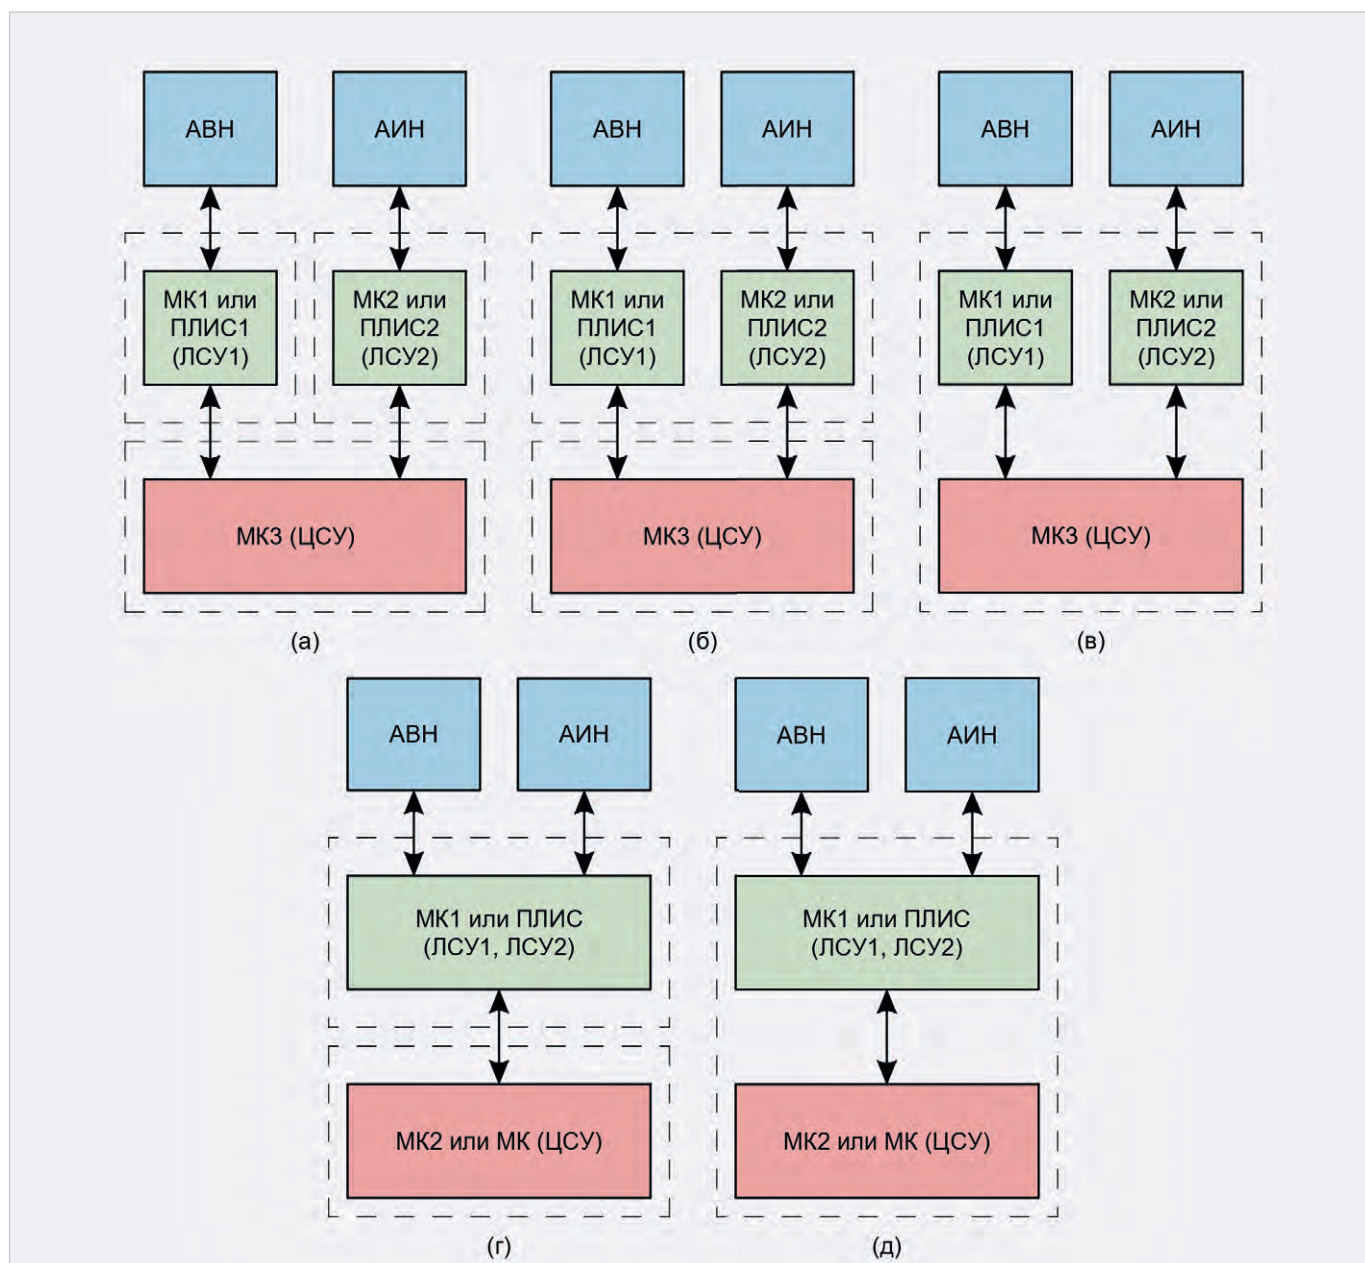 АВН
АИН
МК1 или
ПЛИС1
(ЛСУ1)
МК2 или
ПЛИС2
(ЛСУ2)
МК3 (ЦСУ)
(а)
АВН
АИН
МК1 или
ПЛИС1
(ЛСУ1)
МК2 или
ПЛИС2
(ЛСУ2)
МК3 (ЦСУ)
(б)
АВН
АИН
МК1 или
ПЛИС1
(ЛСУ1)
МК2 или
ПЛИС2
(ЛСУ2)
МК3 (ЦСУ)
(в)
АВН
АИН
МК1 или ПЛИС
(ЛСУ1, ЛСУ2)
МК2 или МК (ЦСУ)
(г)
АВН
АИН
МК1 или ПЛИС
(ЛСУ1, ЛСУ2)
МК2 или МК (ЦСУ)
(д)